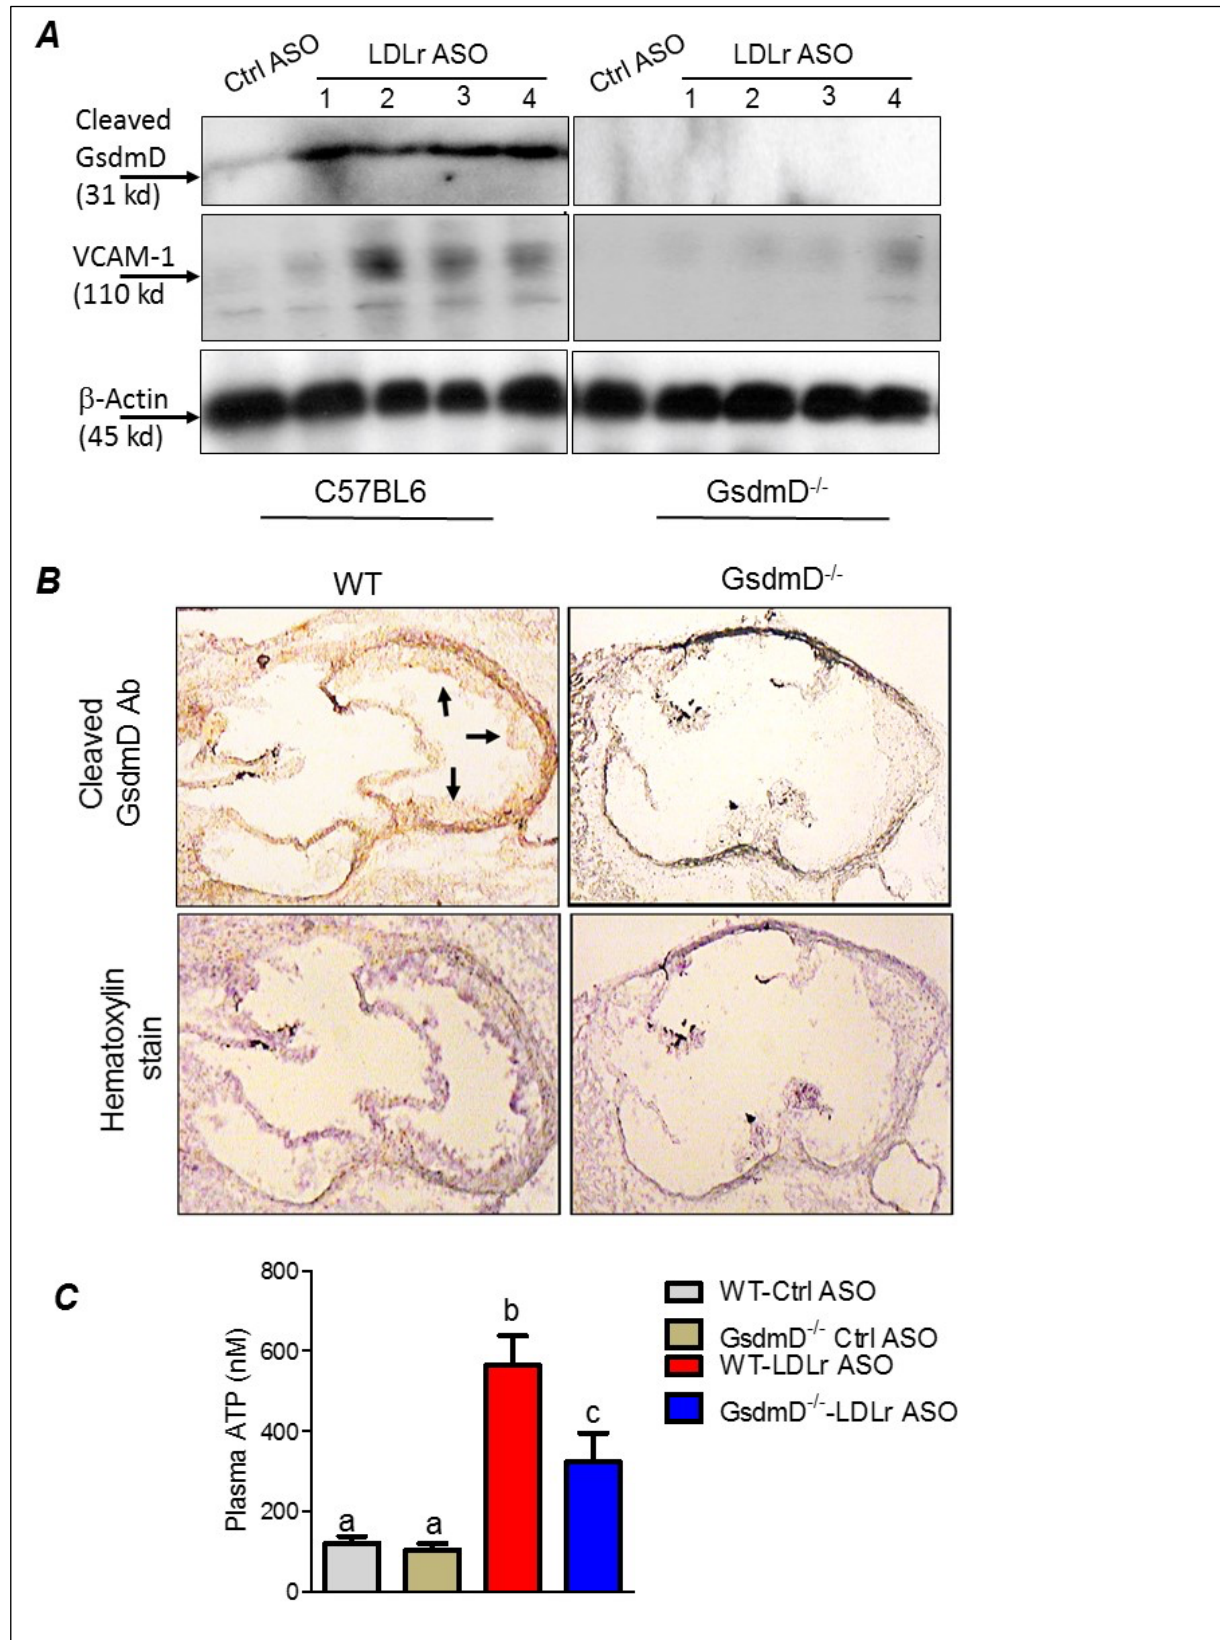 A
Ctrl ASO LDLr ASO Ctrl ASO LDLr ASO
1 2 3 4 1 2 3 4
Cleaved
GsdmD
(31 kd)
VCAM-1
(110 kd
β-Actin
(45 kd)
C57BL6 GsdmD-/-
B
WT GsdmD-/-
Cleaved
GsdmD Ab
Hematoxylin
stain
C
Plasma ATP (nM)
800
600
400
200
0
a a b c
WT-Ctrl ASO
GsdmD-/- Ctrl ASO
WT-LDLr ASO
GsdmD-/--LDLr ASO